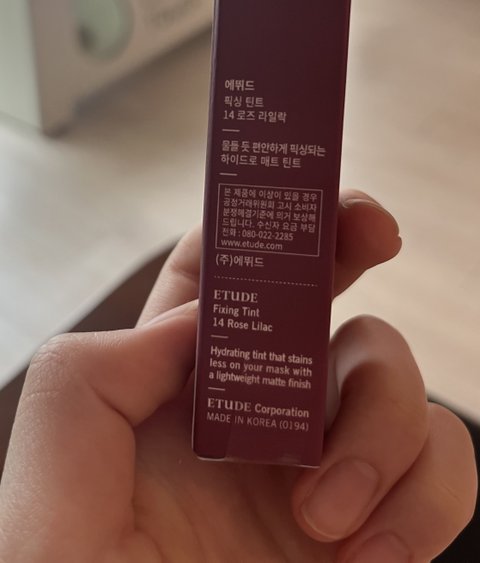 에뛰드
픽싱 틴트
14 로즈 라일락
물들 듯 편안하게 픽싱되는
하이드로 매트 틴트
본 제품에 이상이 있을 경우
공정거래위원회 고시 소비자
분쟁해결기준에 의거 보상해
드립니다. 수신자 요금 부담
전화 : 080-022-2285
www.etude.com
(주)에뛰드
ETUDE
Fixing Tint
14 Rose Lilac
Hydrating tint that stains
less on your mask with
a lightweight matte finish
ETUDE Corporation
MADE IN KOREA (0194)